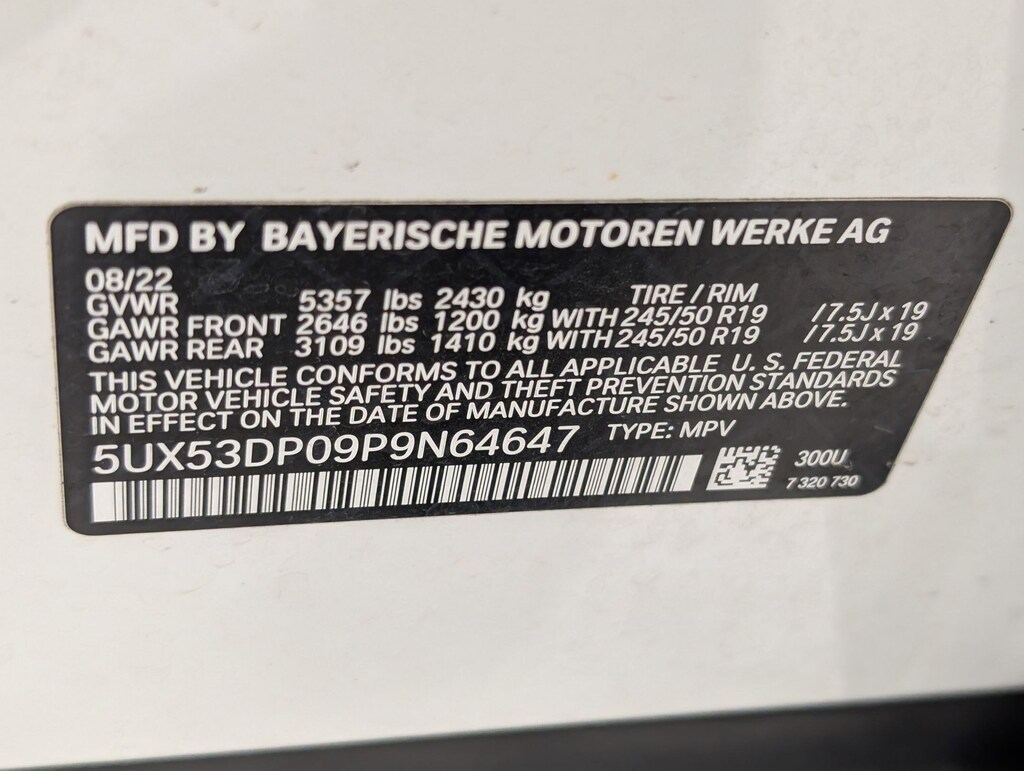 MFD BY BAYERISCHE MOTOREN WERKE AG
08/22
GVWR 5357 lbs 2430 kg TIRE / RIM
GAWR FRONT 2646 lbs 1200 kg WITH 245/50 R19 /7.5J x 19
GAWR REAR 3109 lbs 1410 kg WITH 245/50 R19 /7.5J x 19
THIS VEHICLE CONFORMS TO ALL APPLICABLE U. S. FEDERAL
MOTOR VEHICLE SAFETY AND THEFT PREVENTION STANDARDS
IN EFFECT ON THE DATE OF MANUFACTURE SHOWN ABOVE.
5UX53DP09P9N64647 TYPE: MPV
300U
7 320 730